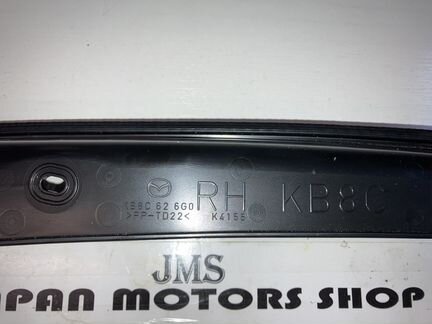 KB8C 62 6G0 RH KB8C
>PP-TD22< K4155
JMS
JAPAN MOTORS SHOP